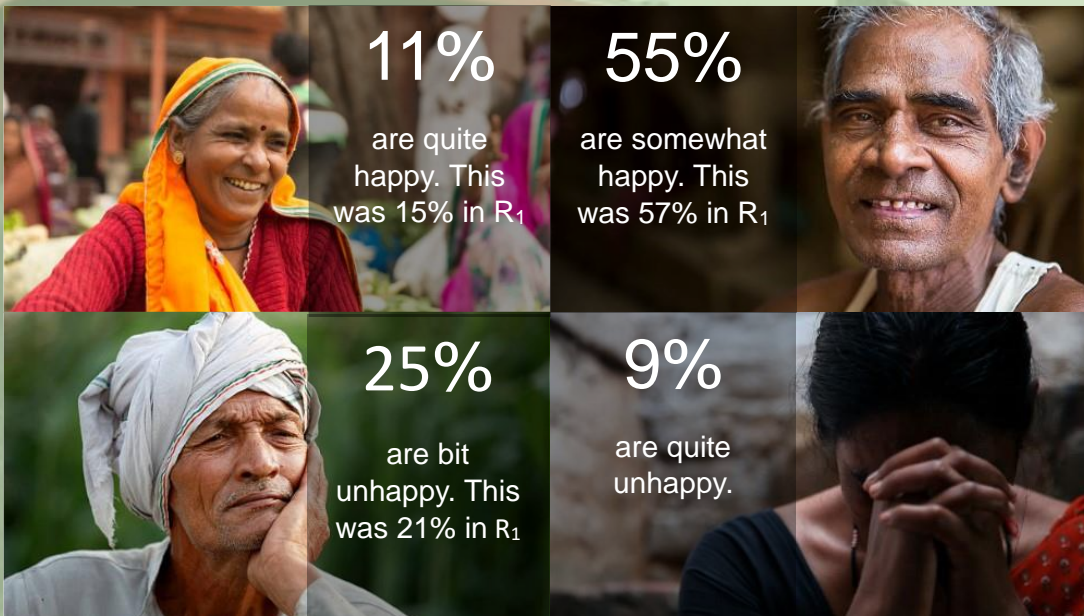 11%
are quite
happy. This
was 15% in R₁
55%
are somewhat
happy. This
was 57% in R₁
25%
are bit
unhappy. This
was 21% in R₁
9%
are quite
unhappy.